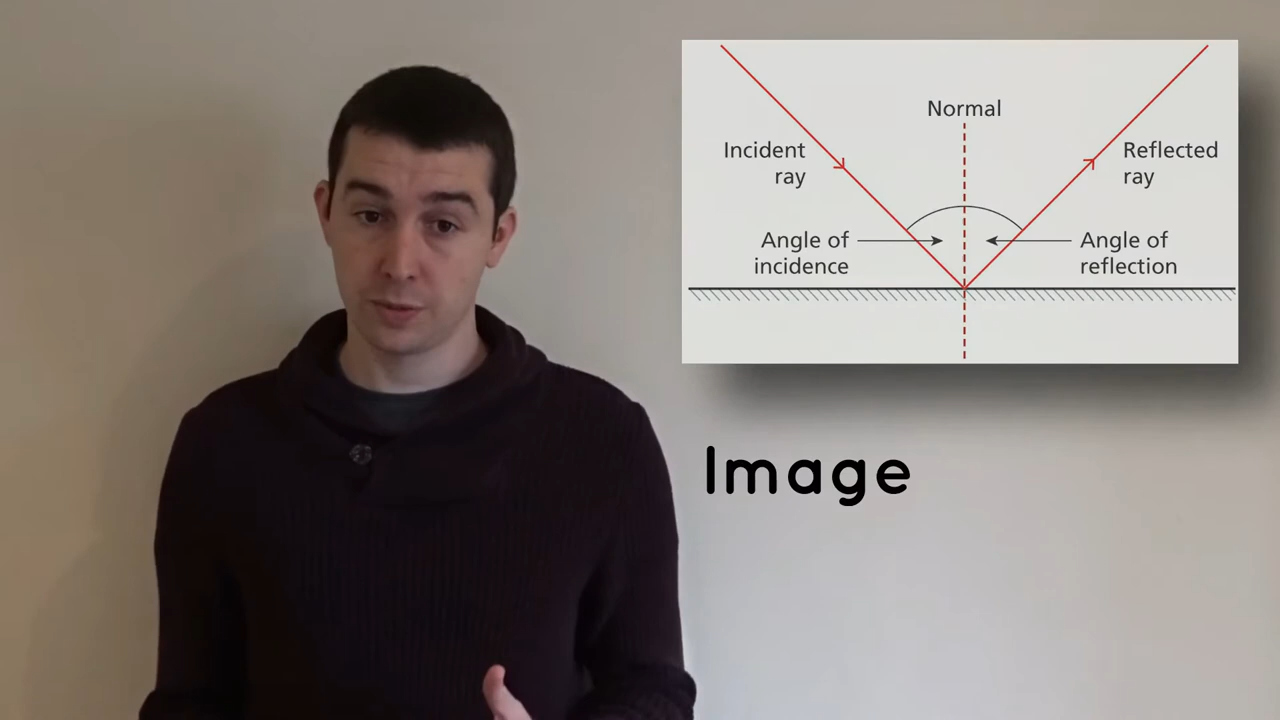 Normal
Incident
ray
Reflected
ray
Angle of
incidence
Angle of
reflection
Image